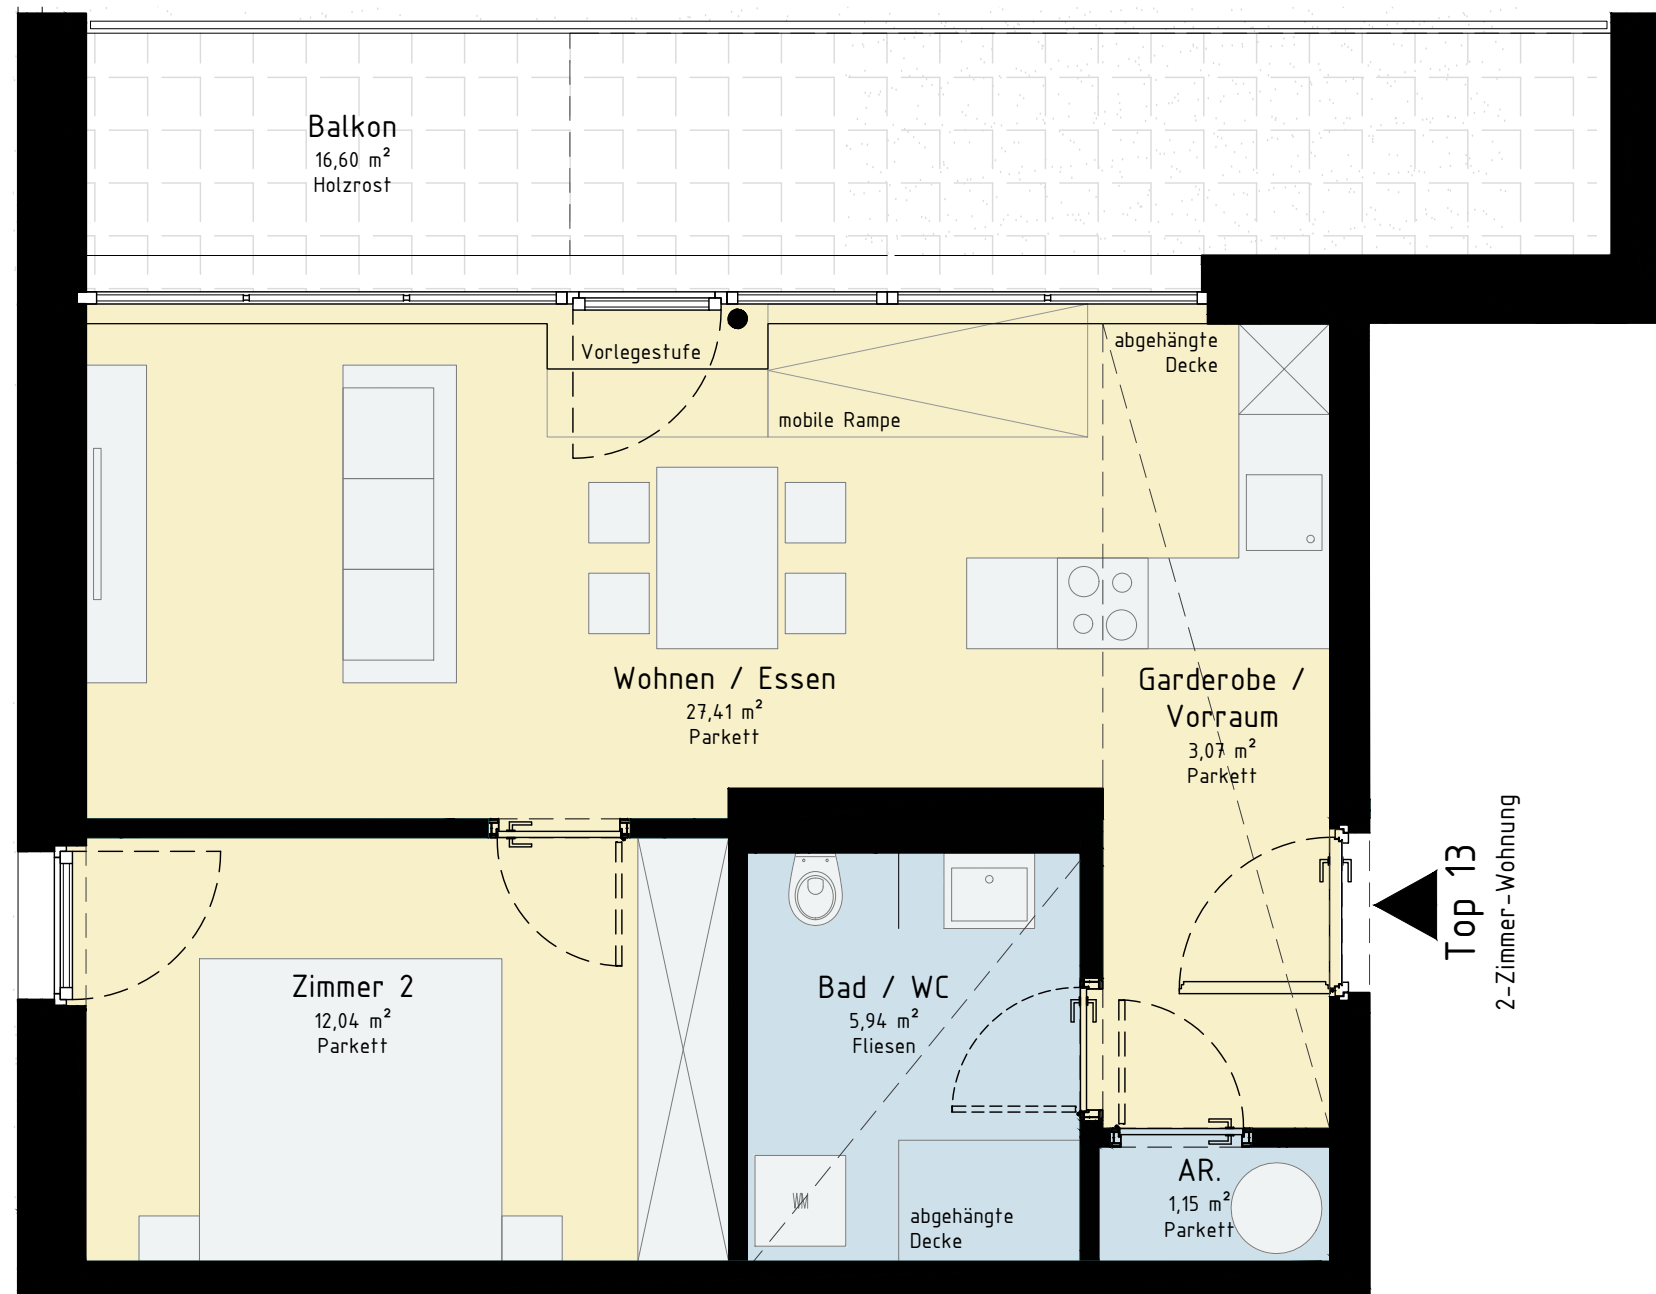 Balkon
16,60 m²
Holzrost
Vorlegestufe
mobile Rampe
abgehängte
Decke
Wohnen / Essen
27,41 m²
Parkett
Garderobe /
Vorraum
3,07 m²
Parkett
Top 13
2-Zimmer-Wohnung
Zimmer 2
12,04 m²
Parkett
Bad / WC
5,94 m²
Fliesen
WM
abgehängte
Decke
AR.
1,15 m²
Parkett